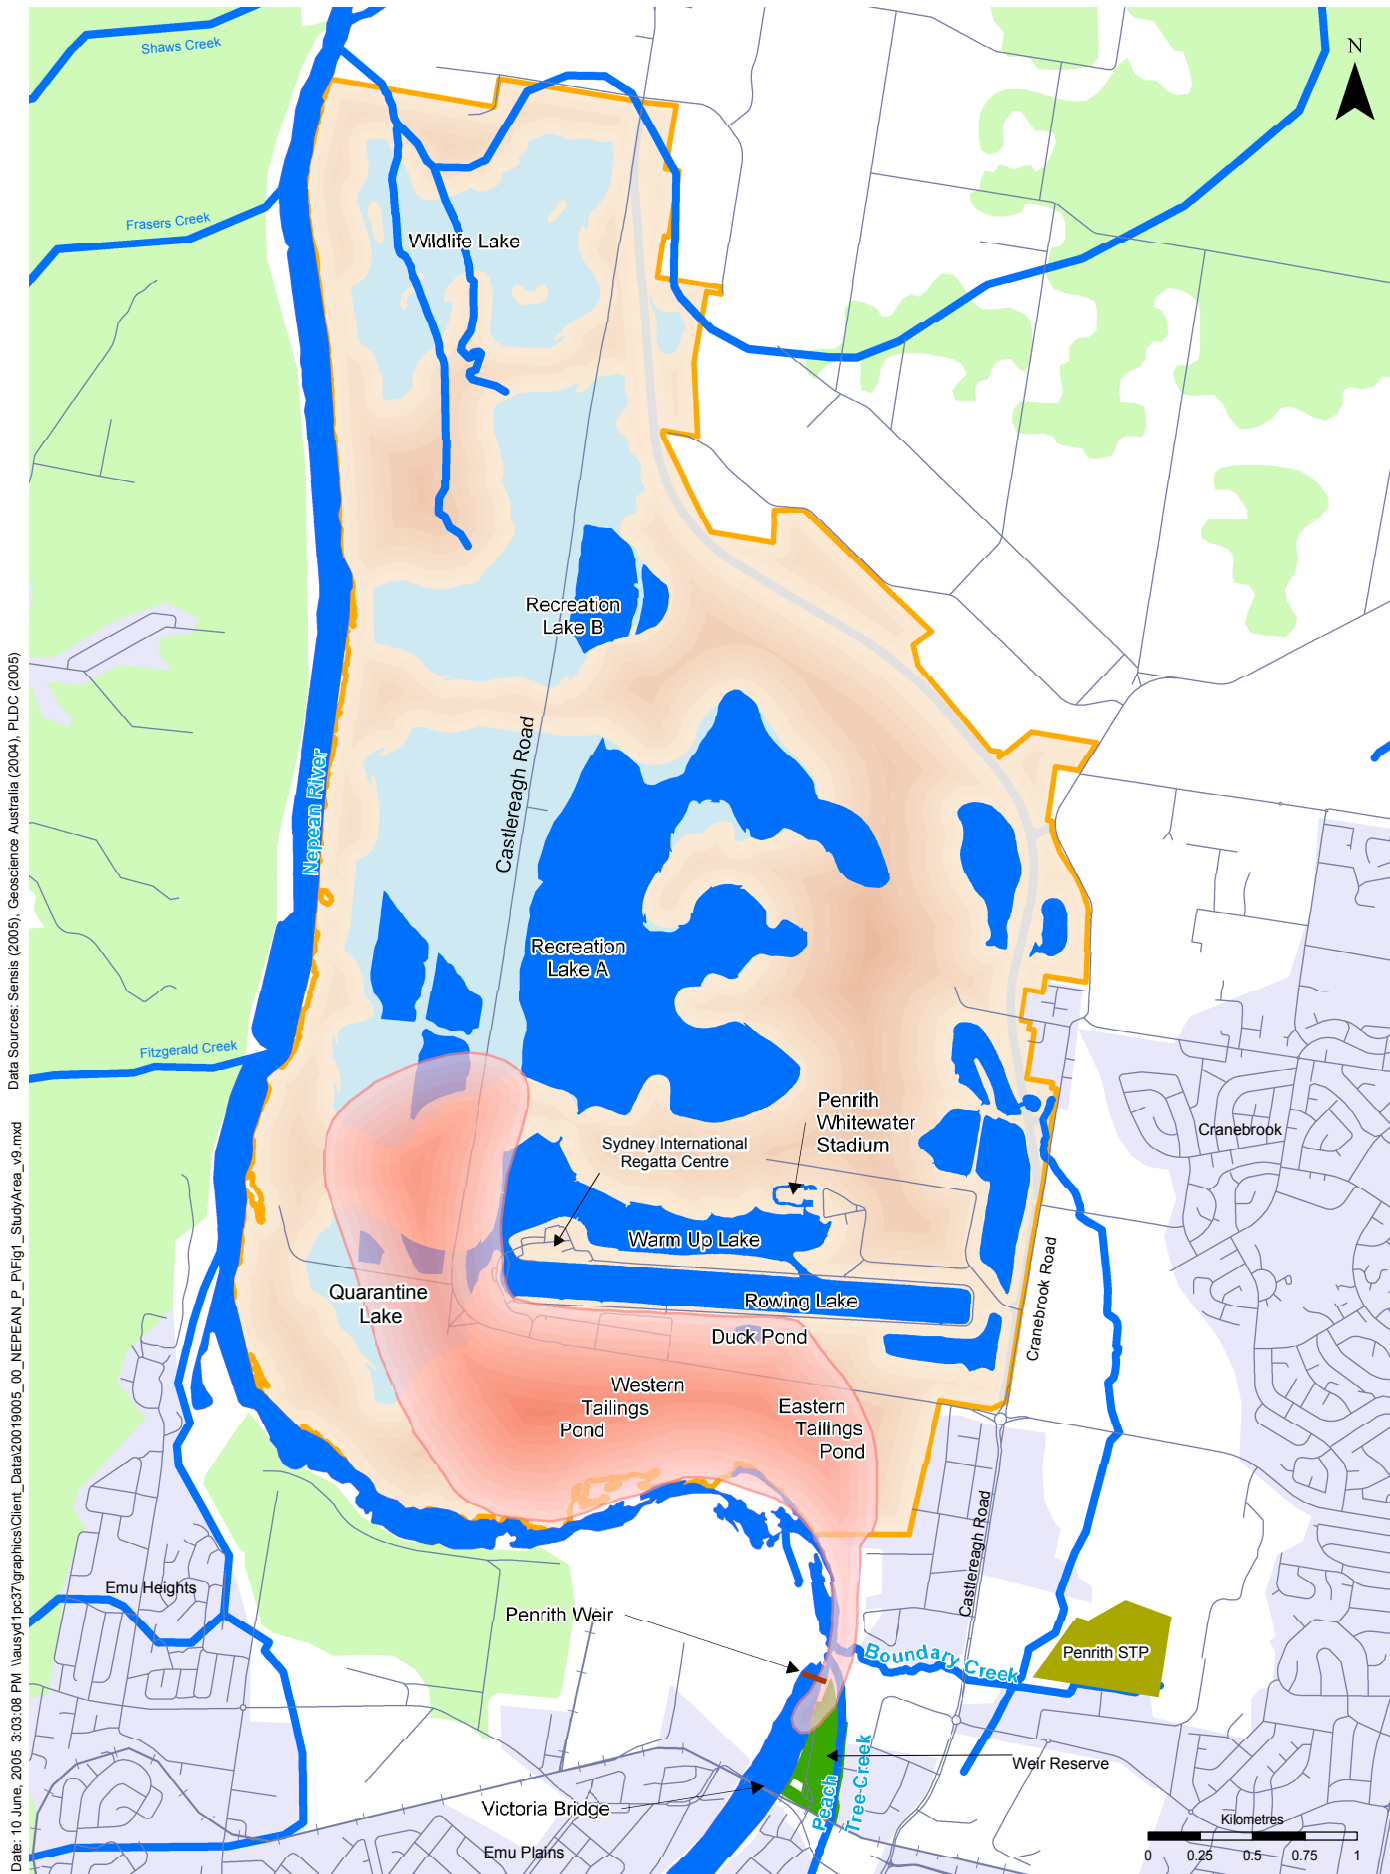 Shaws Creek
N
Frasers Creek
Wildlife Lake
Recreation
Lake B
Nepean River
Castlereagh Road
Recreation
Lake A
Fitzgerald Creek
Penrith
Whitewater
Stadium
Sydney International
Regatta Centre
Cranebrook
Warm Up Lake
Quarantine
Lake
Rowing Lake
Cranebrook Road
Duck Pond
Western
Tailings
Pond
Eastern
Tailings
Pond
Castlereagh Road
Emu Heights
Penrith Weir
Boundary Creek
Penrith STP
Weir Reserve
Peach
Tree Creek
Victoria Bridge
Emu Plains
Kilometres
0 0.25 0.5 0.75 1
Data Sources: Sensis (2005), Geoscience Australia (2004), PLDC (2005)
Date: 10 June, 2005 3:03:08 PM \\ausyd1pc37\graphics\Client_Data\20019005_00_NEPEAN_P_P\Fig1_StudyArea_v9.mxd